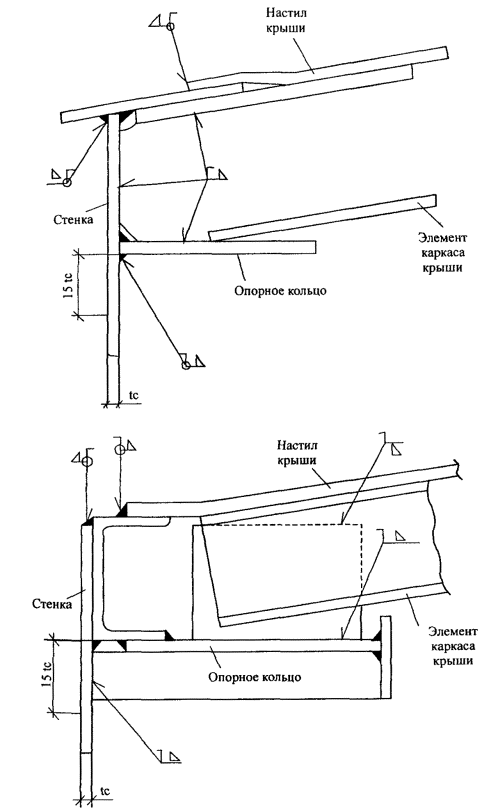 Настил
крыши
Стенка
Элемент
каркаса
крыши
15 tc
Опорное кольцо
tc
Настил
крыши
Стенка
Элемент
каркаса
крыши
15 tc
Опорное кольцо
tc